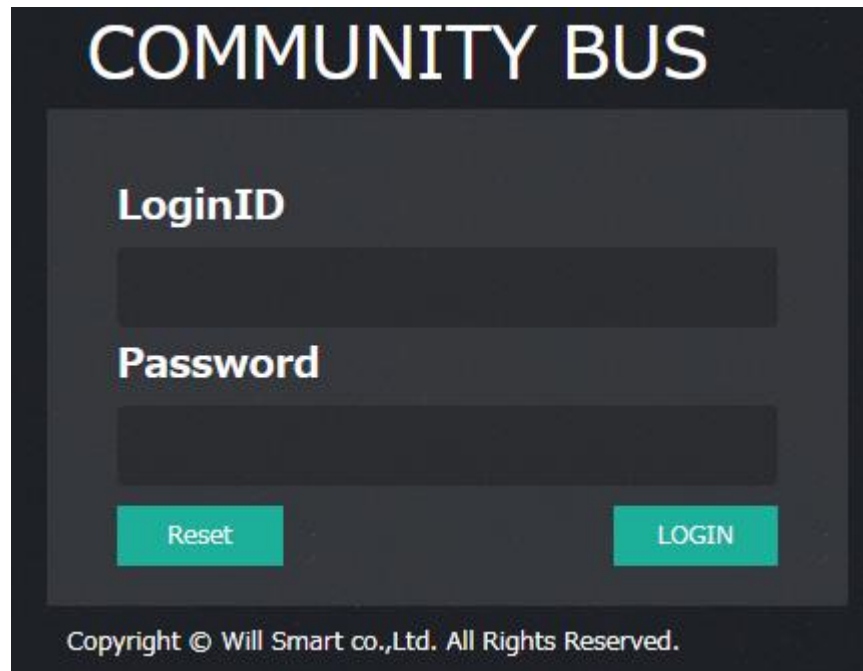 COMMUNITY BUS
LoginID
Password
Reset LOGIN
Copyright © Will Smart co.,Ltd. All Rights Reserved.